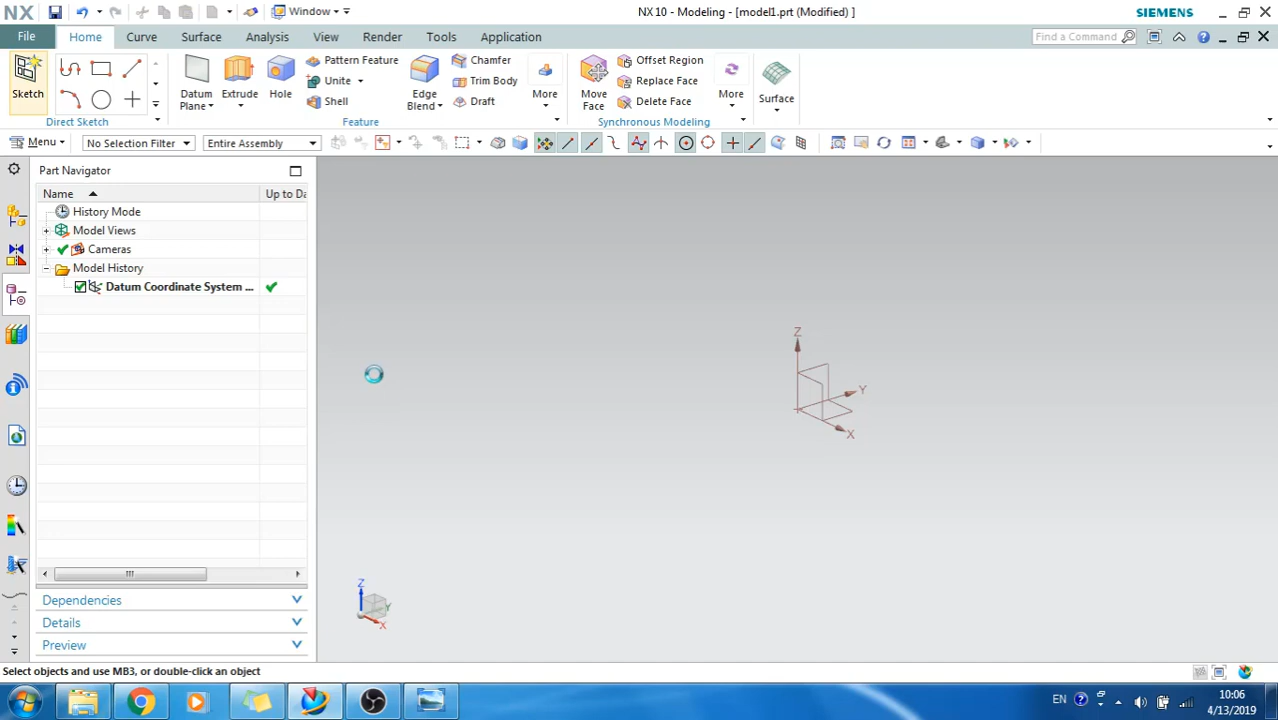 NX
Window
NX 10 - Modeling - [model1.prt (Modified) ]
SIEMENS
File
Home
Curve
Surface
Analysis
View
Render
Tools
Application
Find a Command
Sketch
Direct Sketch
Datum
Plane
Extrude
Hole
Pattern Feature
Unite
Shell
Edge
Blend
Chamfer
Trim Body
Draft
More
Feature
Move
Face
Offset Region
Replace Face
Delete Face
More
Synchronous Modeling
Surface
Menu
No Selection Filter
Entire Assembly
Part Navigator
Name
Up to Da
History Mode
Model Views
Cameras
Model History
Datum Coordinate System ...
Z
Y
X
Z
Y
X
Dependencies
Details
Preview
Select objects and use MB3, or double-click an object
EN
10:06
4/13/2019